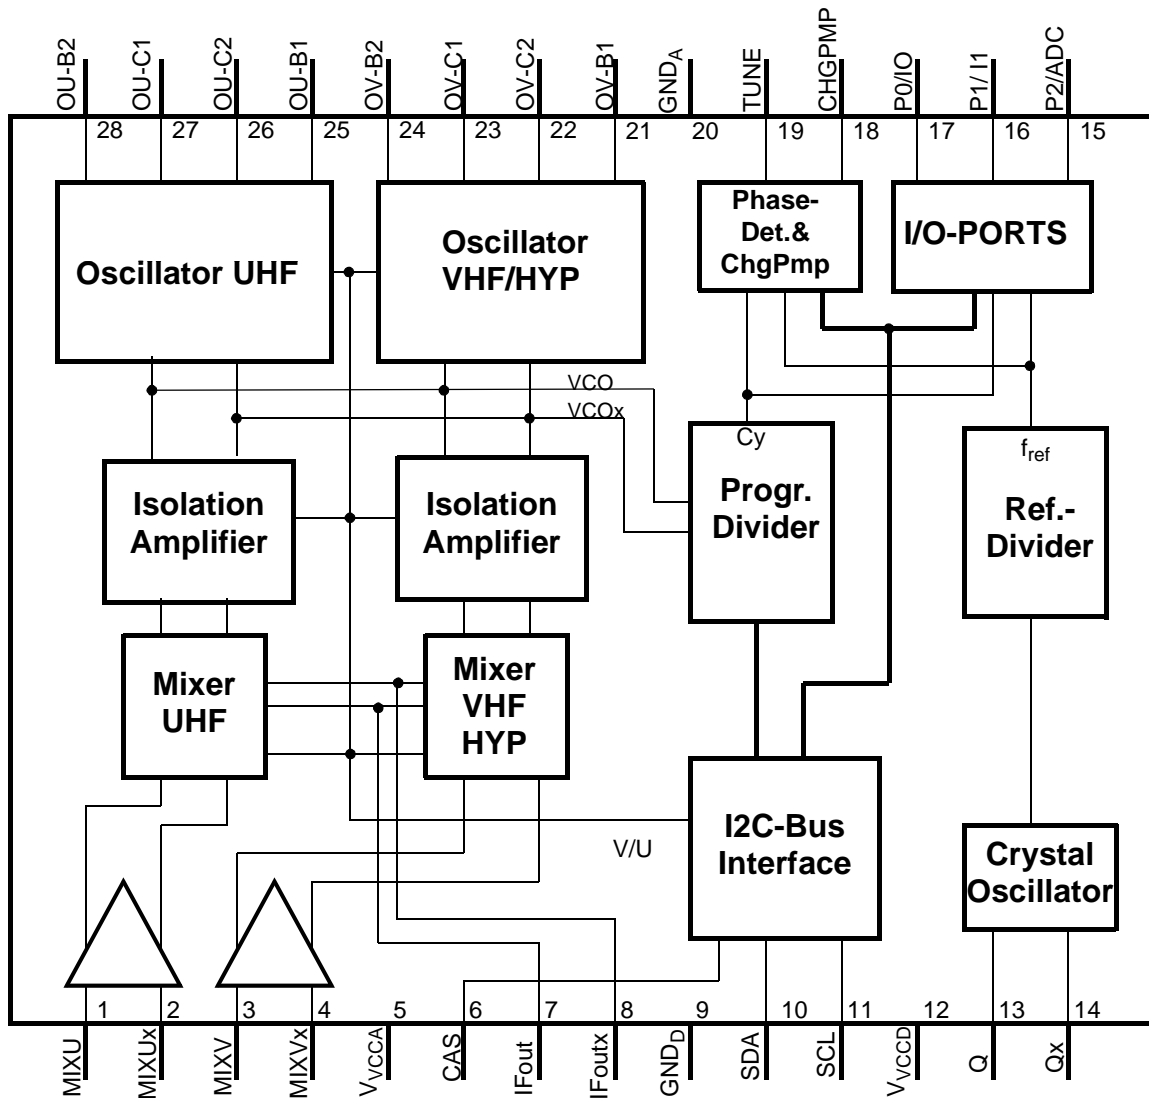 OU-B2
OU-C1
OU-C2
OU-B1
OV-B2
OV-C1
OV-C2
OV-B1
GNDA
TUNE
CHGPMP
P0/IO
P1/ I1
P2/ADC
28
27
26
25
24
23
22
21
20
19
18
17
16
15
Oscillator UHF
Oscillator
VHF/HYP
Phase-
Det.&
ChgPmp
I/O-PORTS
VCO
VCOx
Isolation
Amplifier
Isolation
Amplifier
Cy
Progr.
Divider
fref
Ref.-
Divider
Mixer
UHF
Mixer
VHF
HYP
V/U
I2C-Bus
Interface
Crystal
Oscillator
1
2
3
4
5
6
7
8
9
10
11
12
13
14
MIXU
MIXUx
MIXV
MIXVx
VVCCA
CAS
IFout
IFoutx
GNDD
SDA
SCL
VVCCD
Q
Qx